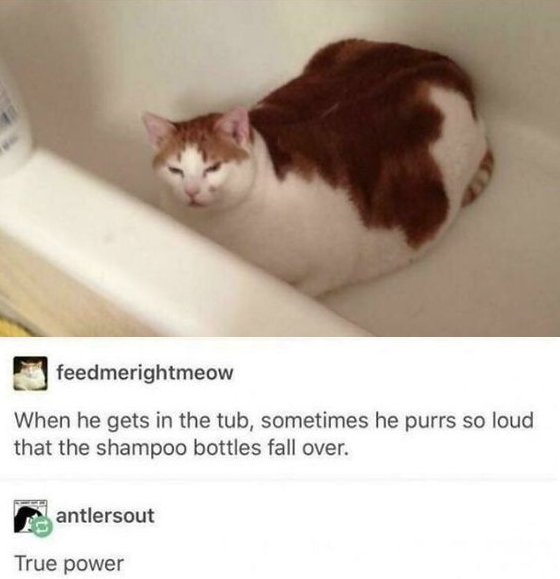 feedmerightmeow
When he gets in the tub, sometimes he purrs so loud
that the shampoo bottles fall over.
antlersout
True power